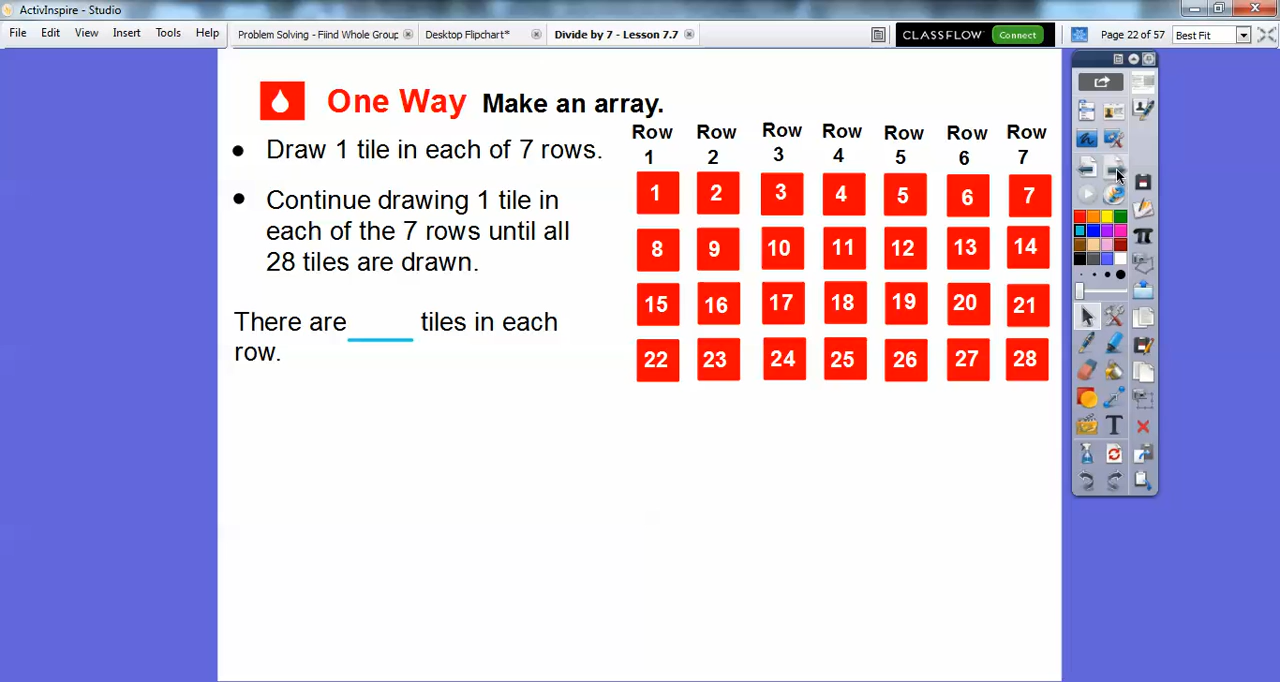 ActivInspire - Studio
File Edit View Insert Tools Help
Problem Solving - Fiind Whole Group
Desktop Flipchart*
Divide by 7 - Lesson 7.7
CLASSFLOW Connect
Page 22 of 57
Best Fit
One Way Make an array.
Draw 1 tile in each of 7 rows.
Continue drawing 1 tile in
each of the 7 rows until all
28 tiles are drawn.
There are ____ tiles in each
row.
Row Row Row Row Row Row Row
1 2 3 4 5 6 7
1 2 3 4 5 6 7
8 9 10 11 12 13 14
15 16 17 18 19 20 21
22 23 24 25 26 27 28
T